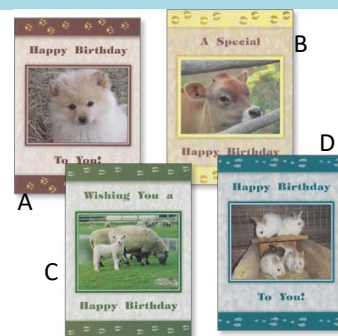 Happy Birthday
To You!
A
A Special
Happy Birthday
B
Wishing You a
Happy Birthday
C
Happy Birthday
To You!
D